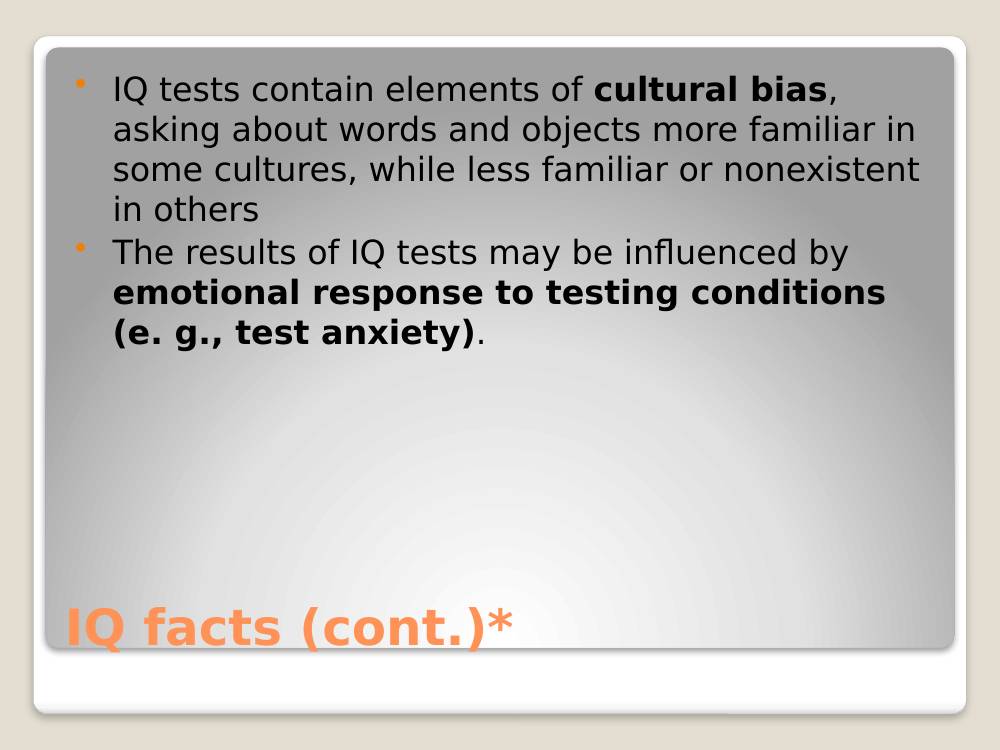 • IQ tests contain elements of cultural bias,
asking about words and objects more familiar in
some cultures, while less familiar or nonexistent
in others
• The results of IQ tests may be influenced by
emotional response to testing conditions
(e. g., test anxiety).
IQ facts (cont.)*